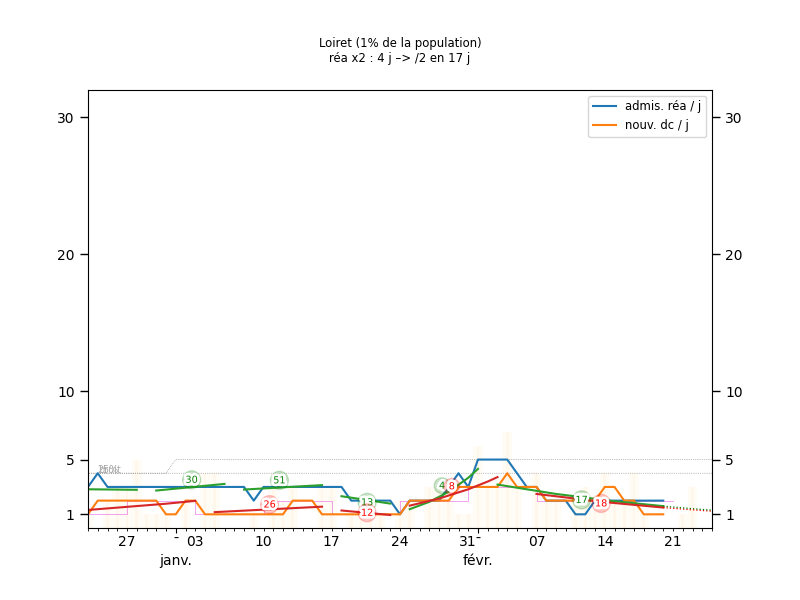 Loiret (1% de la population)
réa x2 : 4 j –> /2 en 17 j
admis. réa / j
nouv. dc / j
30 30
20 20
10 10
5 5
1 1
30 51 26 13 12 4 8 17 18
27 03 10 17 24 31 07 14 21
janv. févr.